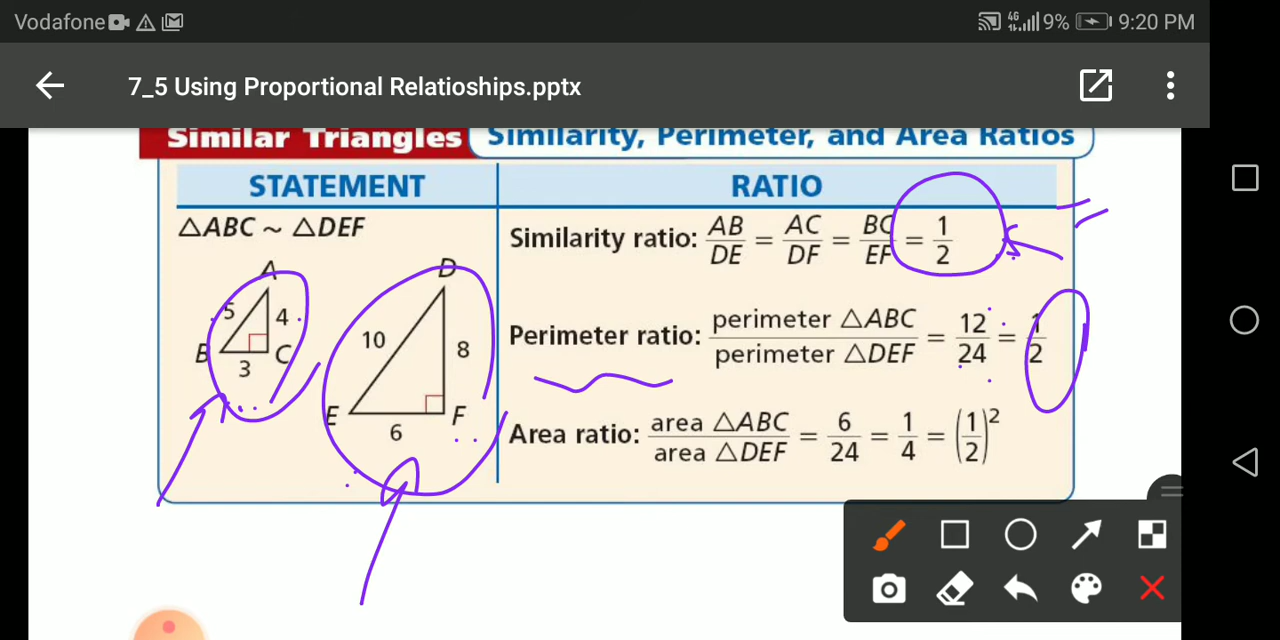 Vodafone 4G 9% 9:20 PM
7_5 Using Proportional Relatioships.pptx
Similar Triangles Similarity, Perimeter, and Area Ratios
STATEMENT RATIO
△ABC ~ △DEF
Similarity ratio: AB/DE = AC/DF = BC/EF = 1/2
A
5 4
B C
3
D
10 8
E F
6
Perimeter ratio: perimeter △ABC/perimeter △DEF = 12/24 = 1/2
Area ratio: area △ABC/area △DEF = 6/24 = 1/4 = (1/2)²